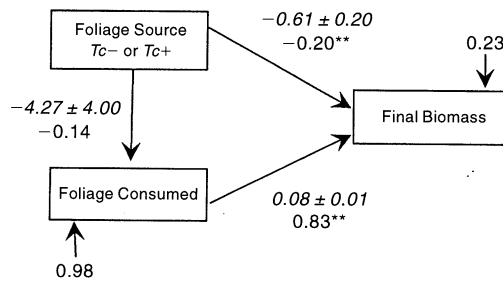 Foliage Source
Tc− or Tc+
−0.61 ± 0.20
−0.20**
0.23
−4.27 ± 4.00
−0.14
Final Biomass
Foliage Consumed
0.08 ± 0.01
0.83**
0.98